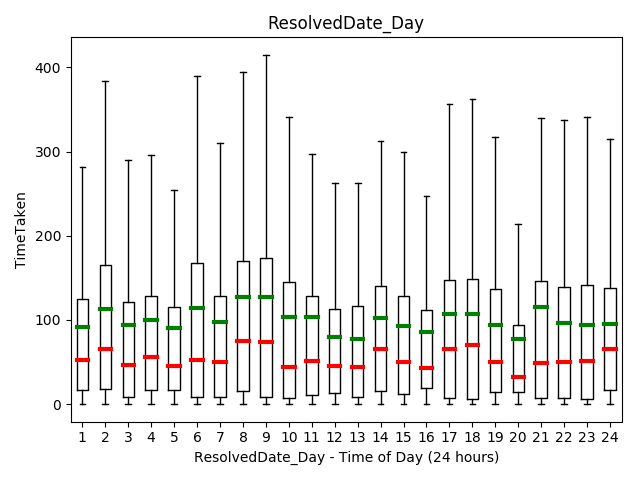 ResolvedDate_Day
TimeTaken
400
300
200
100
0
1 2 3 4 5 6 7 8 9 10 11 12 13 14 15 16 17 18 19 20 21 22 23 24
ResolvedDate_Day - Time of Day (24 hours)